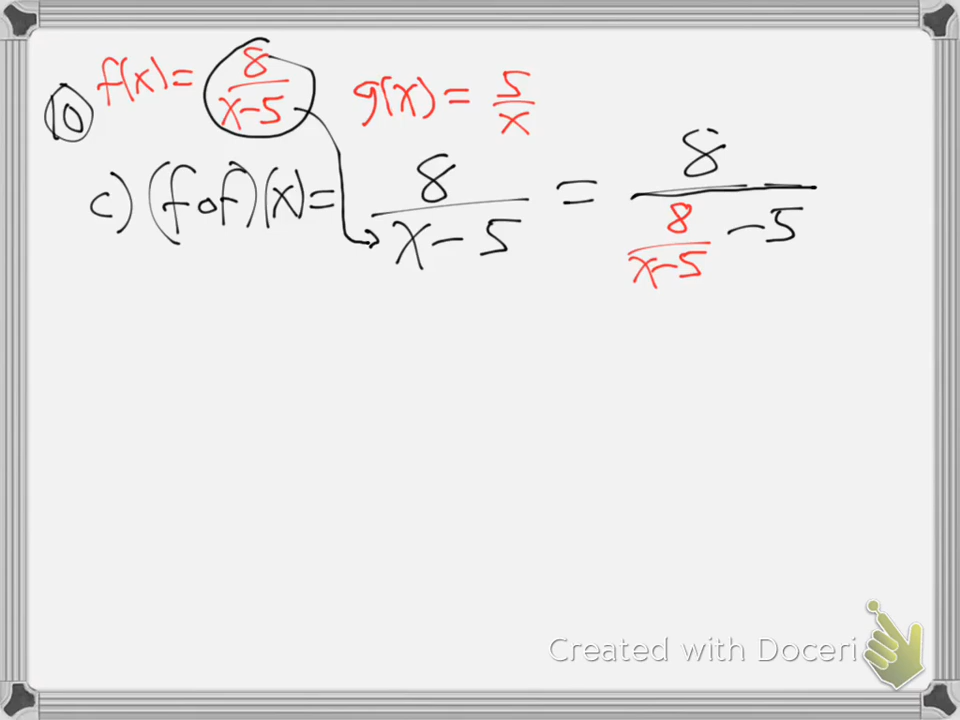 10 f(x) = 8/(x-5) g(x) = 5/x
c) (f∘f)(x) = 8/(x-5) = 8/(8/(x-5) - 5)
Created with Doceri